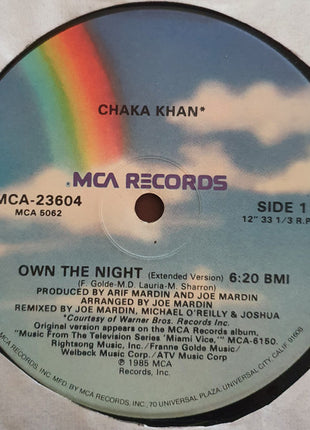 CHAKA KHAN*
MCA RECORDS
MCA-23604
MCA 5062
SIDE 1
12" 33 1/3 R.P.
OWN THE NIGHT (Extended Version) 6:20 BMI
(F. Golde-M.D. Lauria-M. Sharron)
PRODUCED BY ARIF MARDIN AND JOE MARDIN
ARRANGED BY JOE MARDIN
REMIXED BY JOE MARDIN, MICHAEL O'REILLY & JOSHUA
*Courtesy of Warner Bros. Records Inc.
Original version appears on the MCA Records album,
"Music From The Television Series 'Miami Vice,'" MCA-6150.
Rightsong Music Inc./Franne Golde Music/
Welbeck Music Corp./ATV Music Corp.
Ⓟ1985 MCA
Records, Inc.
MCA RECORDS INC. MFG. BY MCA RECORDS, INC., 70 UNIVERSAL PLAZA, UNIVERSAL CITY, CALIF. 91608